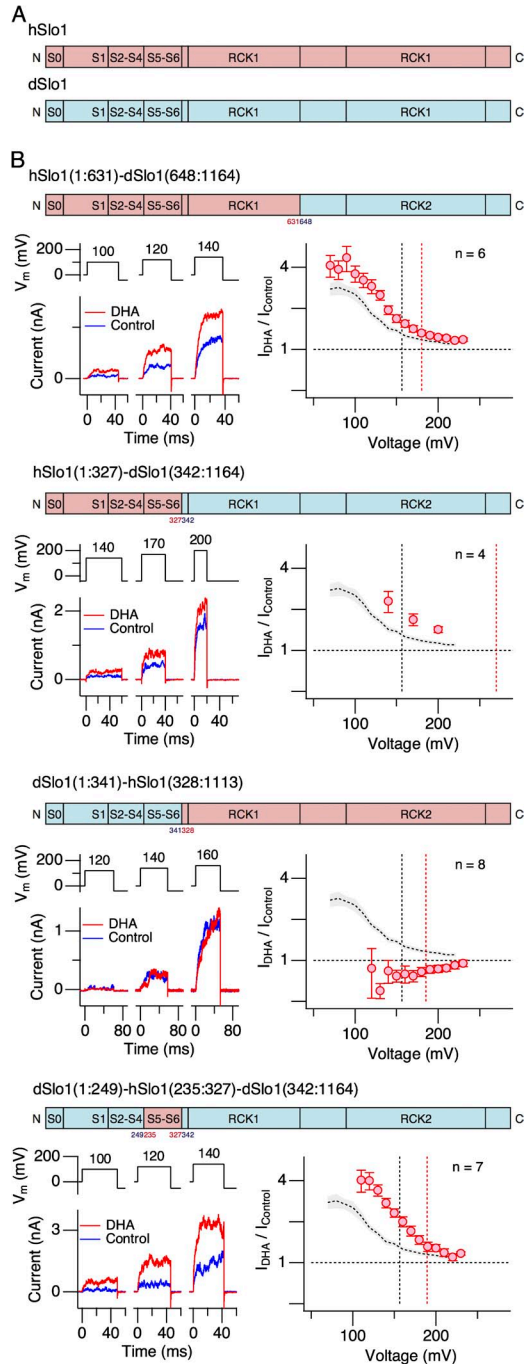 A
hSlo1
N S0 S1 S2-S4 S5-S6 RCK1 RCK1 C
dSlo1
N S0 S1 S2-S4 S5-S6 RCK1 RCK1 C
B
hSlo1(1:631)-dSlo1(648:1164)
N S0 S1 S2-S4 S5-S6 RCK1 RCK2 C
631648
Vm (mV)
200
0
100 120 140
Current (nA)
1
0
DHA
Control
0 40 0 40 0 40
Time (ms)
IDHA / IControl
4
1
n = 6
100 200
Voltage (mV)
hSlo1(1:327)-dSlo1(342:1164)
N S0 S1 S2-S4 S5-S6 RCK1 RCK2 C
327342
Vm (mV)
200
0
140 170 200
Current (nA)
2
0
DHA
Control
0 40 0 40 0 40
Time (ms)
IDHA / IControl
4
1
n = 4
100 200
Voltage (mV)
dSlo1(1:341)-hSlo1(328:1113)
N S0 S1 S2-S4 S5-S6 RCK1 RCK2 C
341328
Vm (mV)
200
0
120 140 160
Current (nA)
1
0
DHA
Control
0 80 0 80 0 80
Time (ms)
IDHA / IControl
4
1
n = 8
100 200
Voltage (mV)
dSlo1(1:249)-hSlo1(235:327)-dSlo1(342:1164)
N S0 S1 S2-S4 S5-S6 RCK1 RCK2 C
249235 327342
Vm (mV)
200
0
100 120 140
Current (nA)
3
0
DHA
Control
0 40 0 40 0 40
Time (ms)
IDHA / IControl
4
1
n = 7
100 200
Voltage (mV)